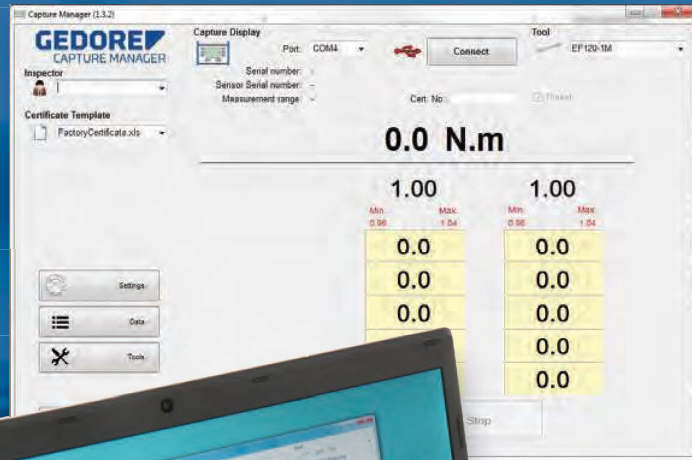 Capture Manager (1.3.2)
GEDORE
CAPTURE MANAGER
Inspector
Certificate Template
FactoryCertificate.xls
Capture Display
Port: COM4
Connect
Serial number: -
Sensor Serial number: -
Measurement range: -
Cert. No.:
Tool
EF120-1M
0.0 N.m
1.00 1.00
Min. Max. Min. Max.
0.96 1.04 0.96 1.04
0.0 0.0
0.0 0.0
0.0 0.0
0.0
0.0
Settings
Data
Tools
Stop